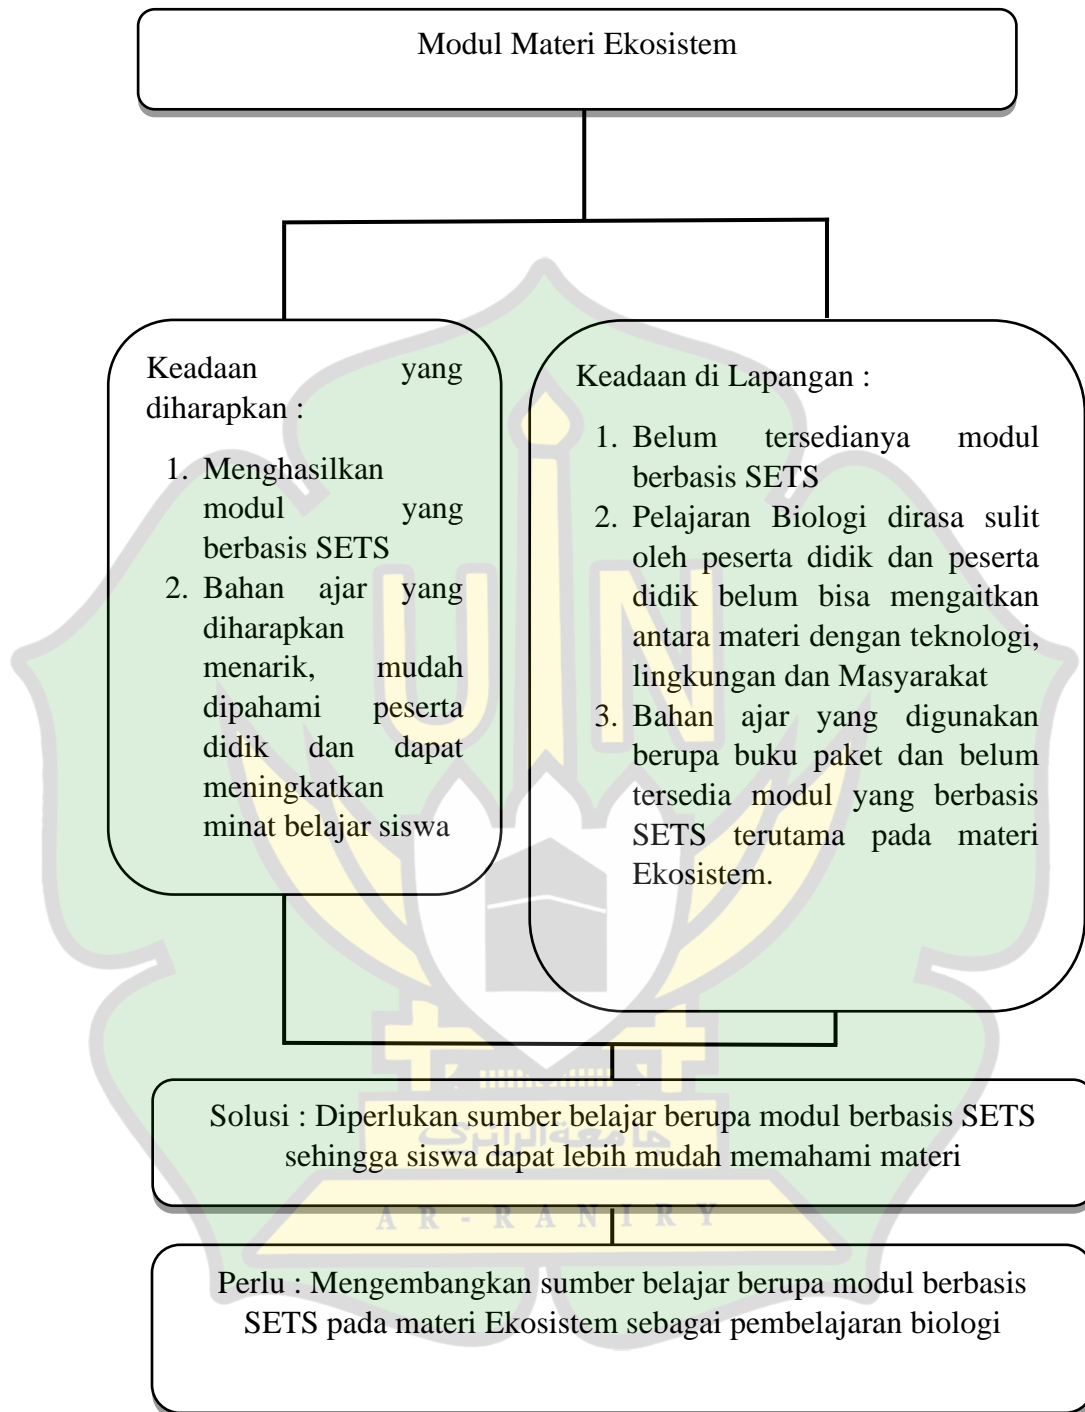 Modul Materi Ekosistem
Keadaan yang
diharapkan :
1. Menghasilkan
modul yang
berbasis SETS
2. Bahan ajar yang
diharapkan
menarik, mudah
dipahami peserta
didik dan dapat
meningkatkan
minat belajar siswa
Keadaan di Lapangan :
1. Belum tersedianya modul
berbasis SETS
2. Pelajaran Biologi dirasa sulit
oleh peserta didik dan peserta
didik belum bisa mengaitkan
antara materi dengan teknologi,
lingkungan dan Masyarakat
3. Bahan ajar yang digunakan
berupa buku paket dan belum
tersedia modul yang berbasis
SETS terutama pada materi
Ekosistem.
UIN
Solusi : Diperlukan sumber belajar berupa modul berbasis SETS
sehingga siswa dapat lebih mudah memahami materi
جامعة الرانري
AR-RANIRY
Perlu : Mengembangkan sumber belajar berupa modul berbasis
SETS pada materi Ekosistem sebagai pembelajaran biologi